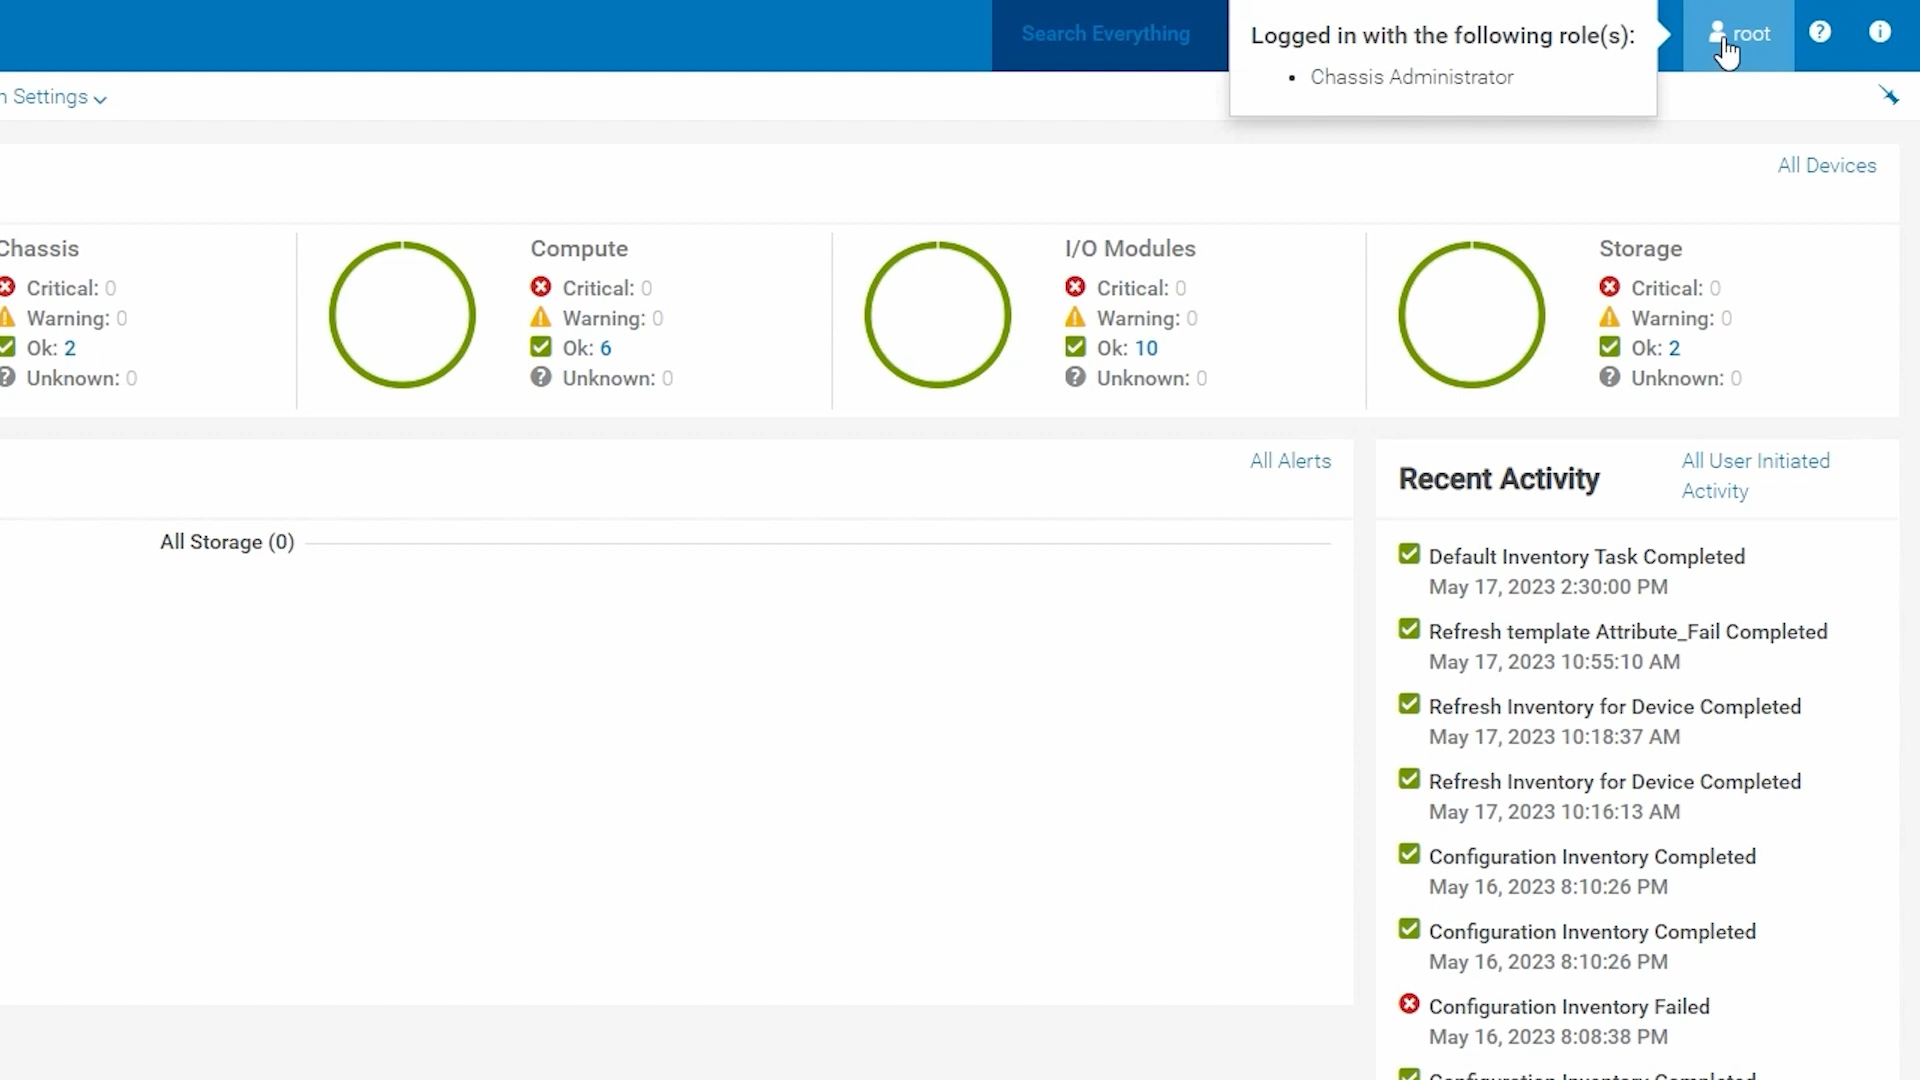 Search Everything
Logged in with the following role(s):
• Chassis Administrator
root
Settings
All Devices
Chassis
Critical: 0
Warning: 0
Ok: 2
Unknown: 0
Compute
Critical: 0
Warning: 0
Ok: 6
Unknown: 0
I/O Modules
Critical: 0
Warning: 0
Ok: 10
Unknown: 0
Storage
Critical: 0
Warning: 0
Ok: 2
Unknown: 0
All Alerts
All Storage (0)
Recent Activity
All User Initiated
Activity
Default Inventory Task Completed
May 17, 2023 2:30:00 PM
Refresh template Attribute_Fail Completed
May 17, 2023 10:55:10 AM
Refresh Inventory for Device Completed
May 17, 2023 10:18:37 AM
Refresh Inventory for Device Completed
May 17, 2023 10:16:13 AM
Configuration Inventory Completed
May 16, 2023 8:10:26 PM
Configuration Inventory Completed
May 16, 2023 8:10:26 PM
Configuration Inventory Failed
May 16, 2023 8:08:38 PM
Configuration Inventory Completed